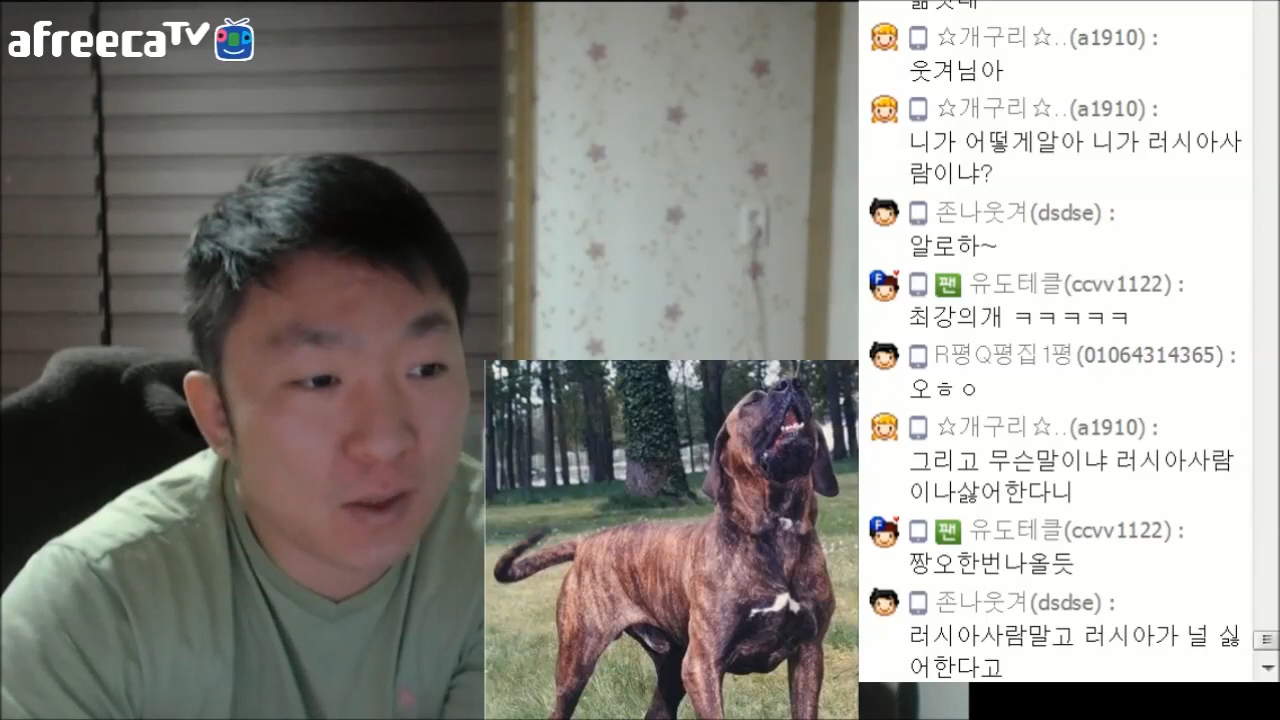 afreecaTV
☆개구리☆..(a1910) :
웃겨님아
☆개구리☆..(a1910) :
니가 어떻게알아 니가 러시아사
람이냐?
존나웃겨(dsdse) :
알로하~
팬 유도테클(ccvv1122) :
최강의개 ㅋㅋㅋㅋㅋ
R평Q평집1평(01064314365) :
오ㅎㅇ
☆개구리☆..(a1910) :
그리고 무슨말이냐 러시아사람
이나싫어한다니
팬 유도테클(ccvv1122) :
짱오한번나올듯
존나웃겨(dsdse) :
러시아사람말고 러시아가 널 싫
어한다고